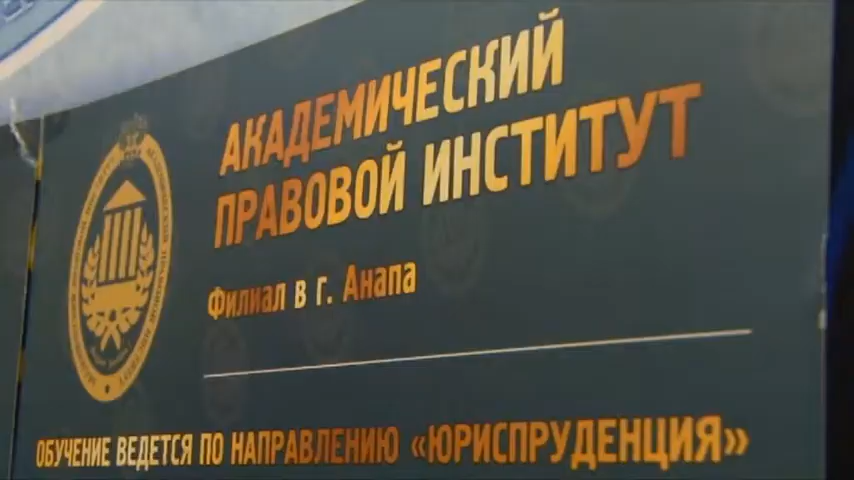 АКАДЕМИЧЕСКИЙ
ПРАВОВОЙ ИНСТИТУТ
Филиал в г. Анапа
ОБУЧЕНИЕ ВЕДЕТСЯ ПО НАПРАВЛЕНИЮ «ЮРИСПРУДЕНЦИЯ»